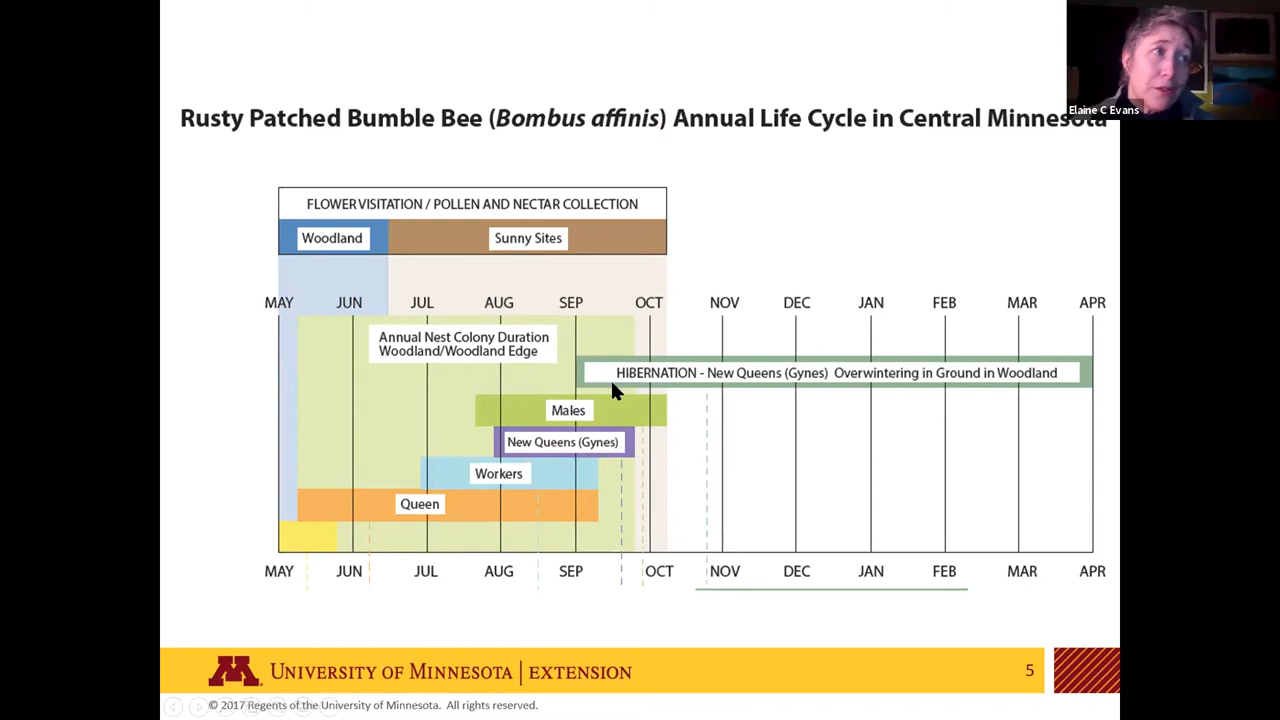 Elaine C Evans
Rusty Patched Bumble Bee (Bombus affinis) Annual Life Cycle in Central Minnesota
FLOWER VISITATION / POLLEN AND NECTAR COLLECTION
Woodland
Sunny Sites
MAY JUN JUL AUG SEP OCT NOV DEC JAN FEB MAR APR
Annual Nest Colony Duration
Woodland/Woodland Edge
HIBERNATION - New Queens (Gynes) Overwintering in Ground in Woodland
Males
New Queens (Gynes)
Workers
Queen
MAY JUN JUL AUG SEP OCT NOV DEC JAN FEB MAR APR
M UNIVERSITY OF MINNESOTA | EXTENSION
5
© 2017 Regents of the University of Minnesota. All rights reserved.